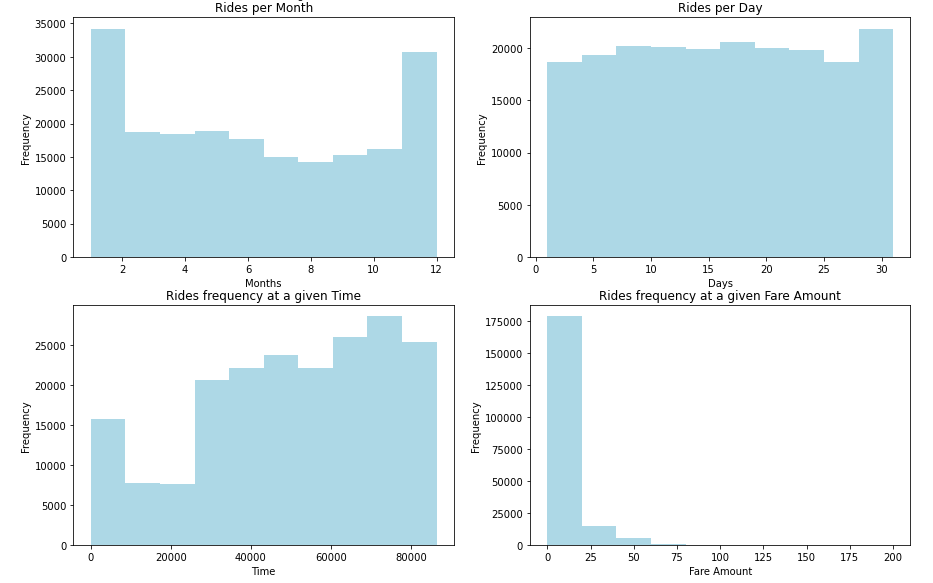 Rides per Month
35000
30000
25000
20000
15000
10000
5000
0
Frequency
2 4 6 8 10 12
Months
Rides per Day
20000
15000
10000
5000
0
Frequency
0 5 10 15 20 25 30
Days
Rides frequency at a given Time
25000
20000
15000
10000
5000
0
Frequency
0 20000 40000 60000 80000
Time
Rides frequency at a given Fare Amount
175000
150000
125000
100000
75000
50000
25000
0
Frequency
0 25 50 75 100 125 150 175 200
Fare Amount